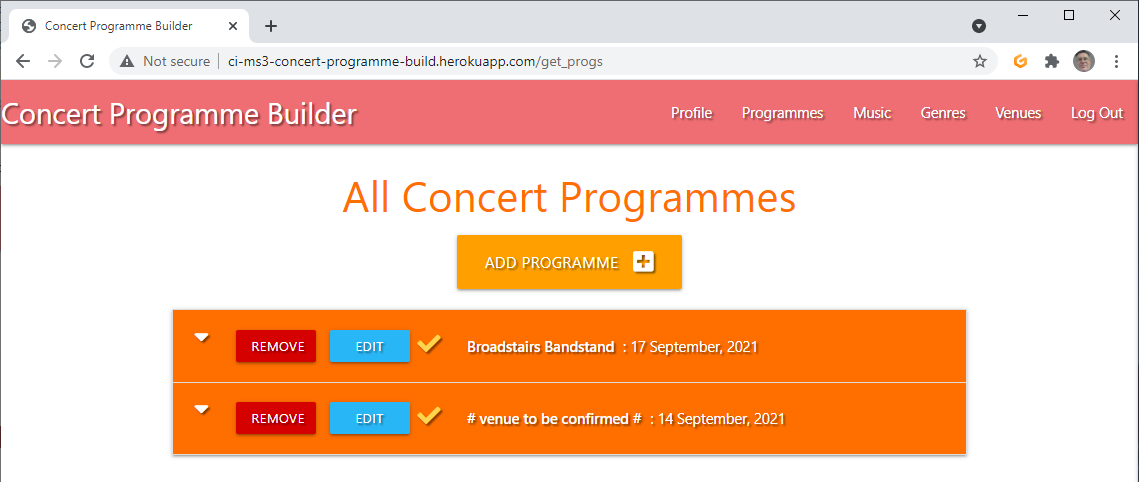 Concert Programme Builder
Not secure ci-ms3-concert-programme-build.herokuapp.com/get_progs
Concert Programme Builder Profile Programmes Music Genres Venues Log Out
All Concert Programmes
ADD PROGRAMME
REMOVE EDIT Broadstairs Bandstand : 17 September, 2021
REMOVE EDIT # venue to be confirmed # : 14 September, 2021